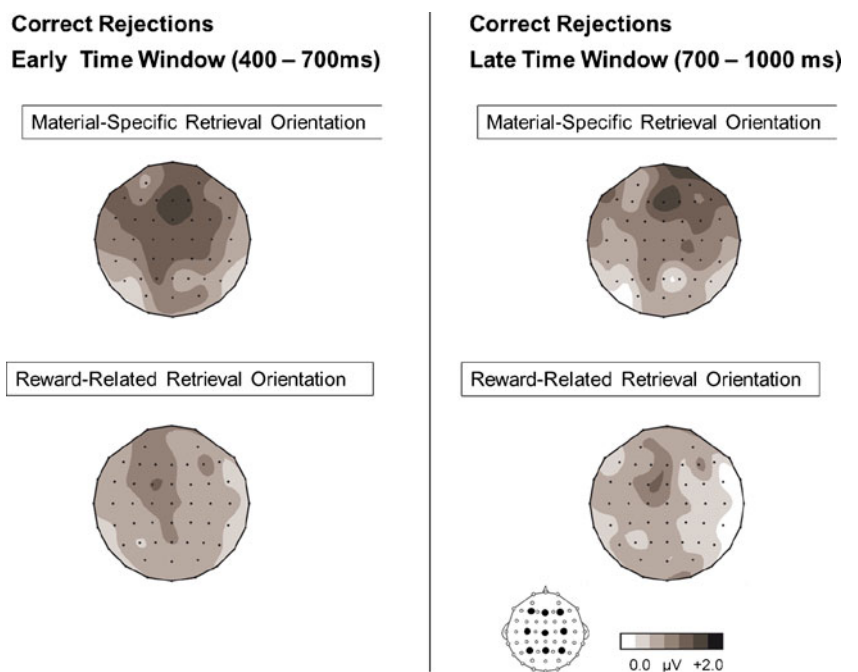 Correct Rejections
Early Time Window (400 – 700ms)
Material-Specific Retrieval Orientation
Reward-Related Retrieval Orientation
Correct Rejections
Late Time Window (700 – 1000 ms)
Material-Specific Retrieval Orientation
Reward-Related Retrieval Orientation
0.0 µV +2.0